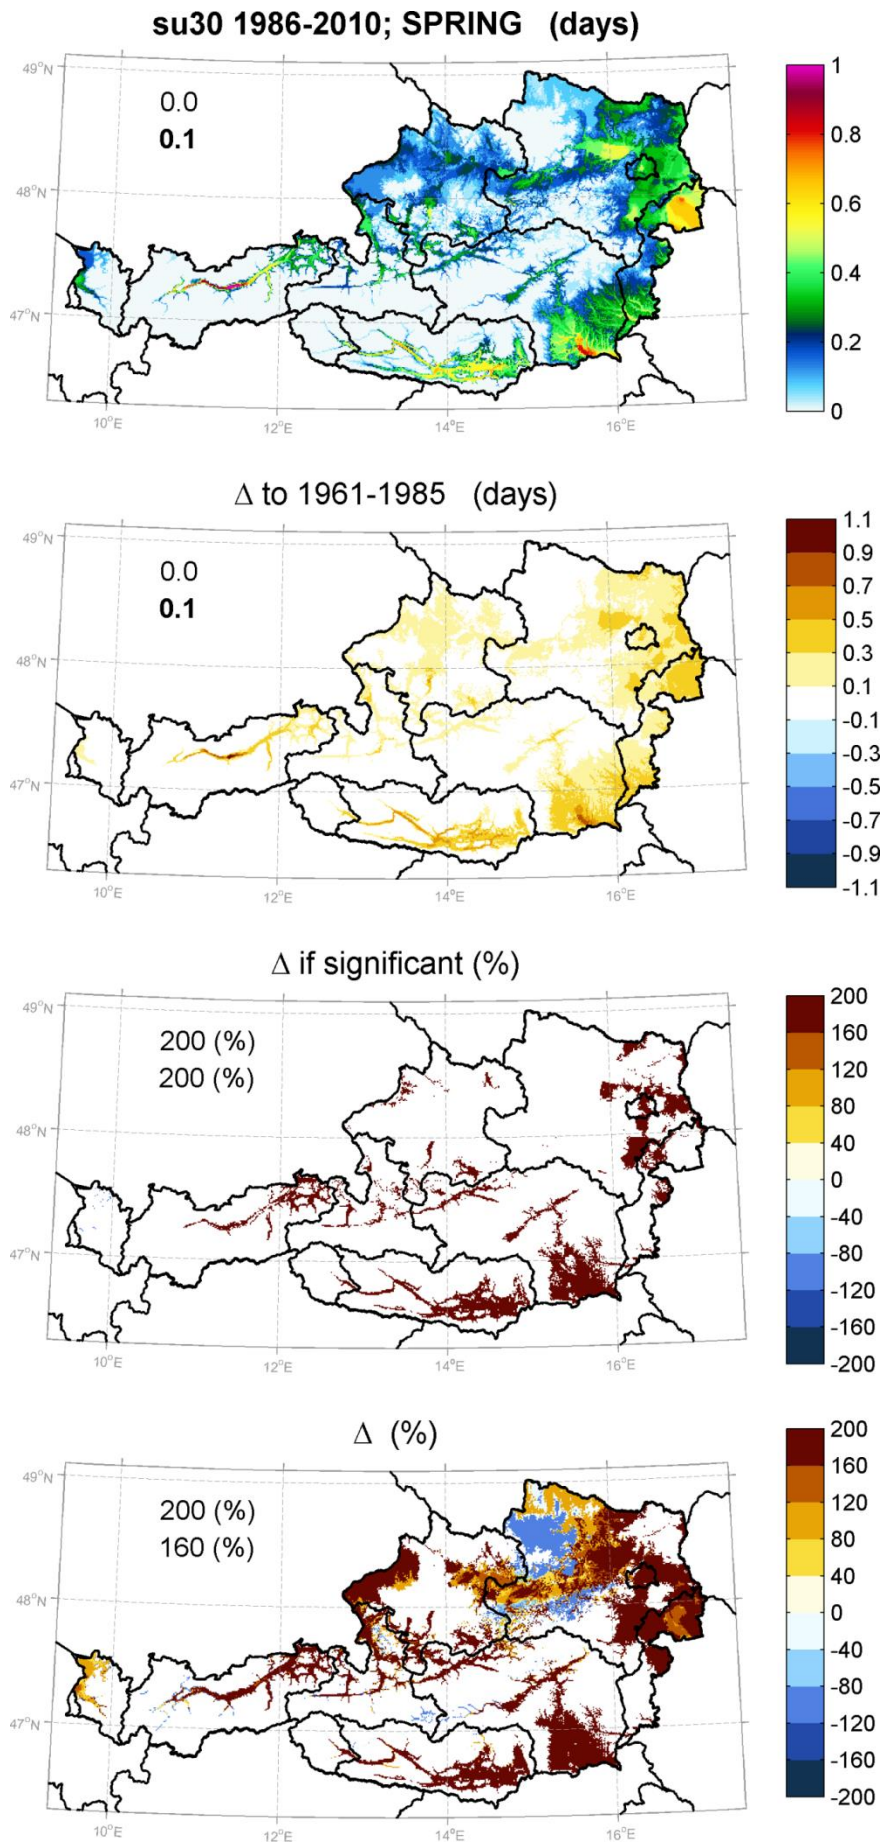 su30 1986-2010; SPRING (days)
49°N
48°N
47°N
10°E
12°E
14°E
16°E
0.0
0.1
1
0.8
0.6
0.4
0.2
0
Δ to 1961-1985 (days)
49°N
48°N
47°N
10°E
12°E
14°E
16°E
0.0
0.1
1.1
0.9
0.7
0.5
0.3
0.1
-0.1
-0.3
-0.5
-0.7
-0.9
-1.1
Δ if significant (%)
49°N
48°N
47°N
10°E
12°E
14°E
16°E
200 (%)
200 (%)
200
160
120
80
40
0
-40
-80
-120
-160
-200
Δ (%)
49°N
48°N
47°N
10°E
12°E
14°E
16°E
200 (%)
160 (%)
200
160
120
80
40
0
-40
-80
-120
-160
-200